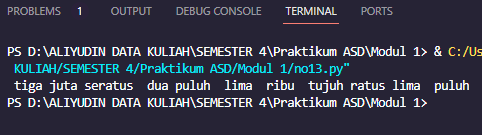 PROBLEMS 1 OUTPUT DEBUG CONSOLE TERMINAL PORTS
PS D:\ALIYUDIN DATA KULIAH\SEMESTER 4\Praktikum ASD\Modul 1> & C:/Us
KULIAH/SEMESTER 4/Praktikum ASD/Modul 1/no13.py"
tiga juta seratus  dua puluh  lima  ribu  tujuh ratus lima  puluh
PS D:\ALIYUDIN DATA KULIAH\SEMESTER 4\Praktikum ASD\Modul 1>